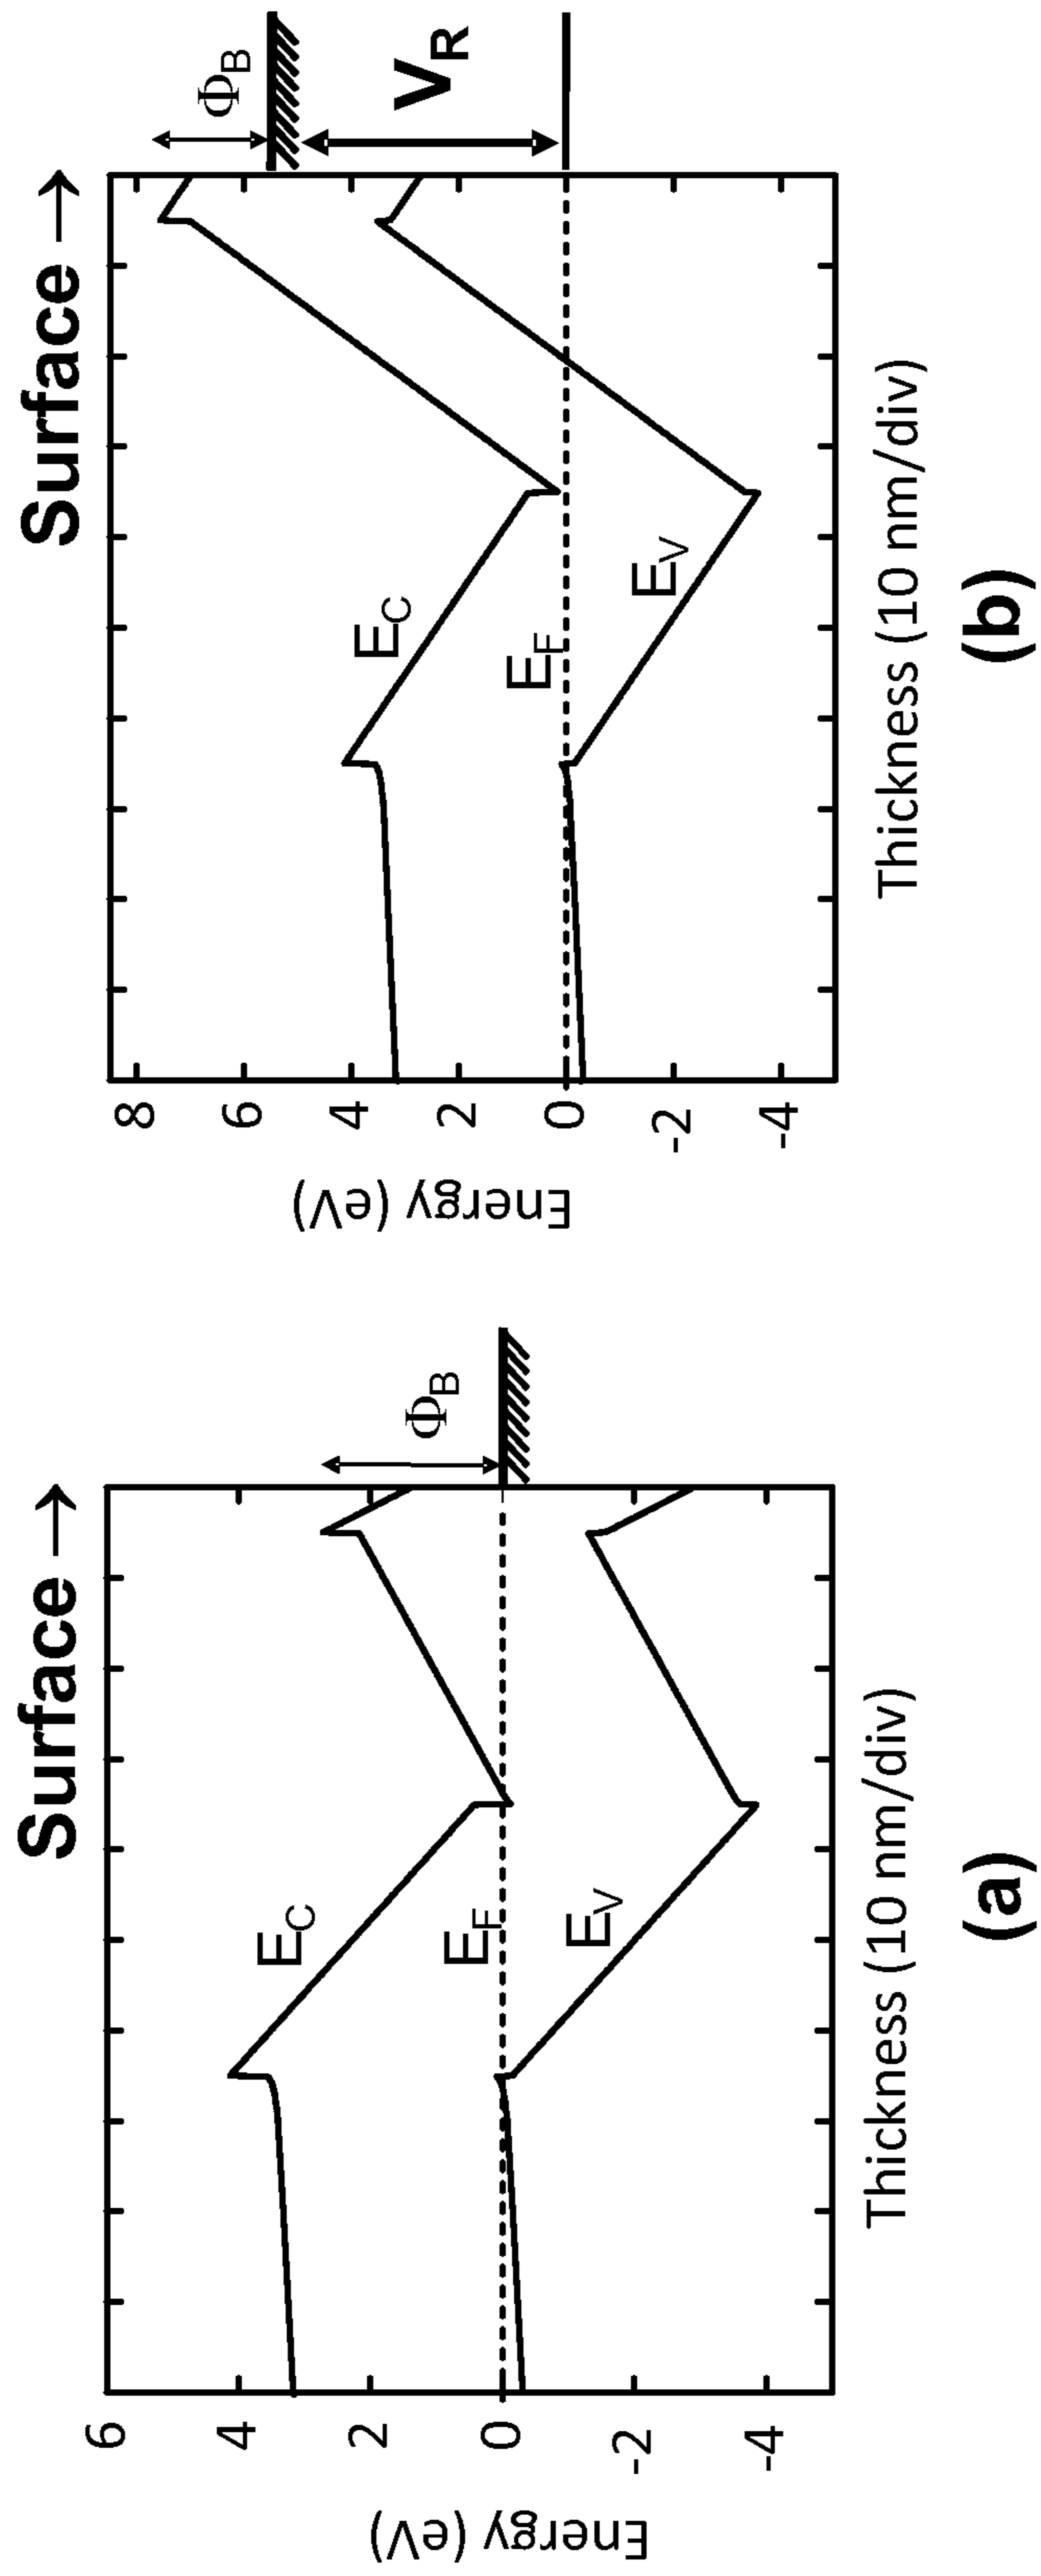 Surface →
6
4
2
0
-2
-4
Energy (eV)
E_C
E_F
E_V
Φ_B
Thickness (10 nm/div)
(a)
Surface →
8
6
4
2
0
-2
-4
Energy (eV)
E_C
E_F
E_V
Φ_B
V_R
Thickness (10 nm/div)
(b)